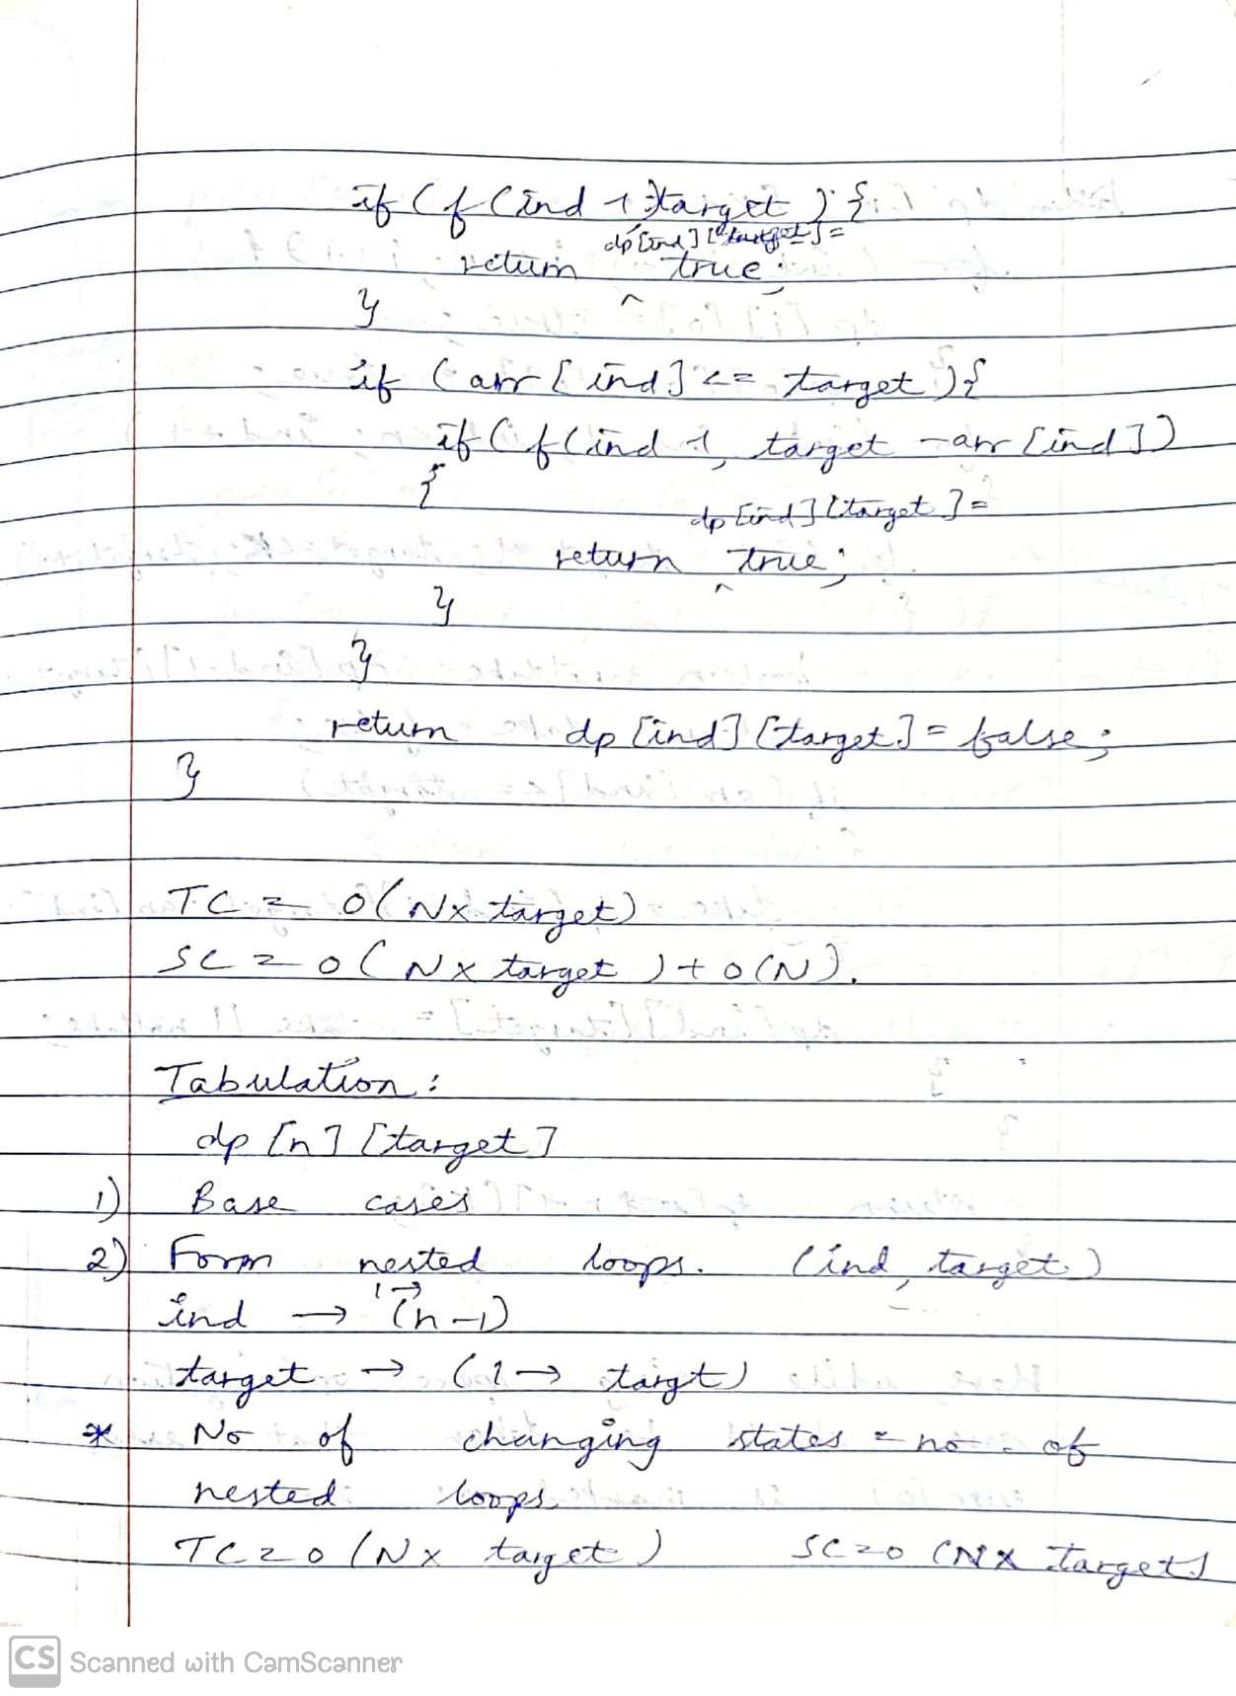 if (f (ind-1, target)) {
dp[ind][target]=
return true;
}
if (arr[ind] <= target) {
if (f(ind-1, target - arr[ind])
{
dp[ind][target]=
return true;
}
}
return dp[ind][target] = false;
}
TC = O(N x target)
SC = O(N x target) + O(N).
Tabulation :
dp[n][target]
1) Base cases
2) Form nested loops. (ind, target)
1→
ind → (n-1)
target → (1 → targt)
* No of changing states = no. of
nested loops.
TC = O(N x target) SC = O(N x target)
CS Scanned with CamScanner